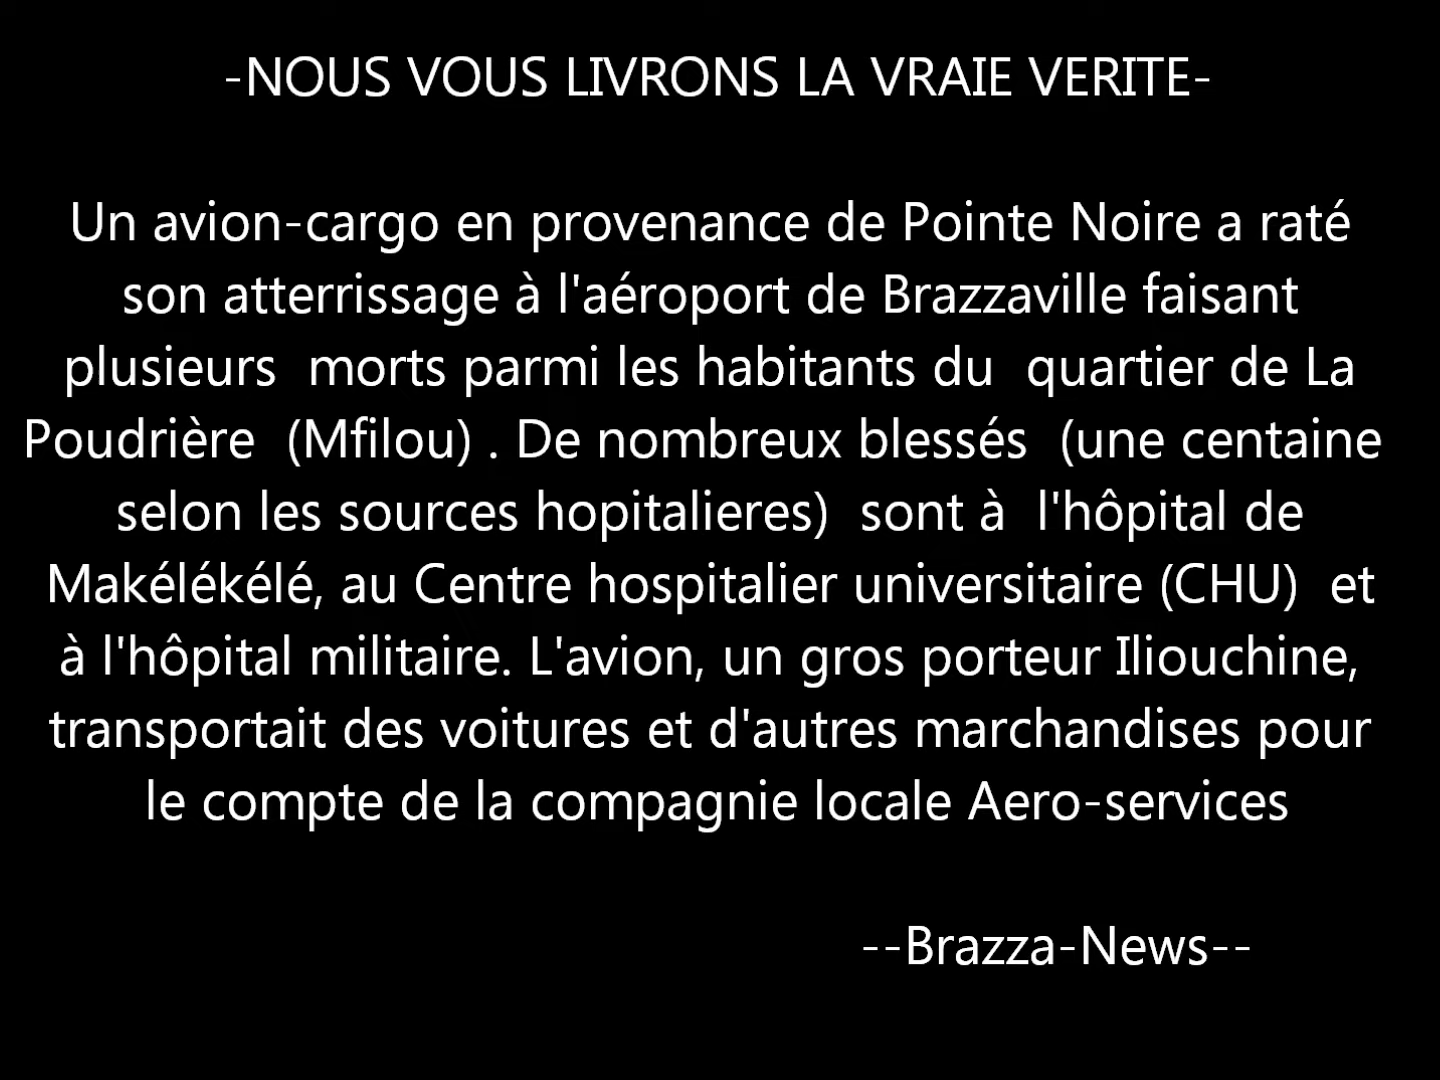 -NOUS VOUS LIVRONS LA VRAIE VERITE-
Un avion-cargo en provenance de Pointe Noire a raté
son atterrissage à l'aéroport de Brazzaville faisant
plusieurs  morts parmi les habitants du  quartier de La
Poudrière  (Mfilou) . De nombreux blessés  (une centaine
selon les sources hopitalieres)  sont à  l'hôpital de
Makélékélé, au Centre hospitalier universitaire (CHU)  et
à l'hôpital militaire. L'avion, un gros porteur Iliouchine,
transportait des voitures et d'autres marchandises pour
le compte de la compagnie locale Aero-services
--Brazza-News--